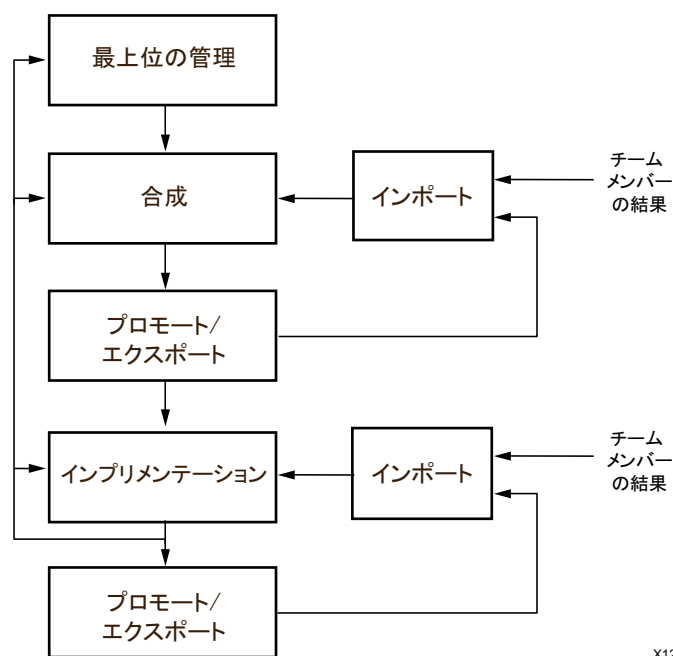 最上位の管理
合成
インポート
チーム
メンバー
の結果
プロモート/
エクスポート
インプリメンテーション
インポート
チーム
メンバー
の結果
プロモート/
エクスポート
X12